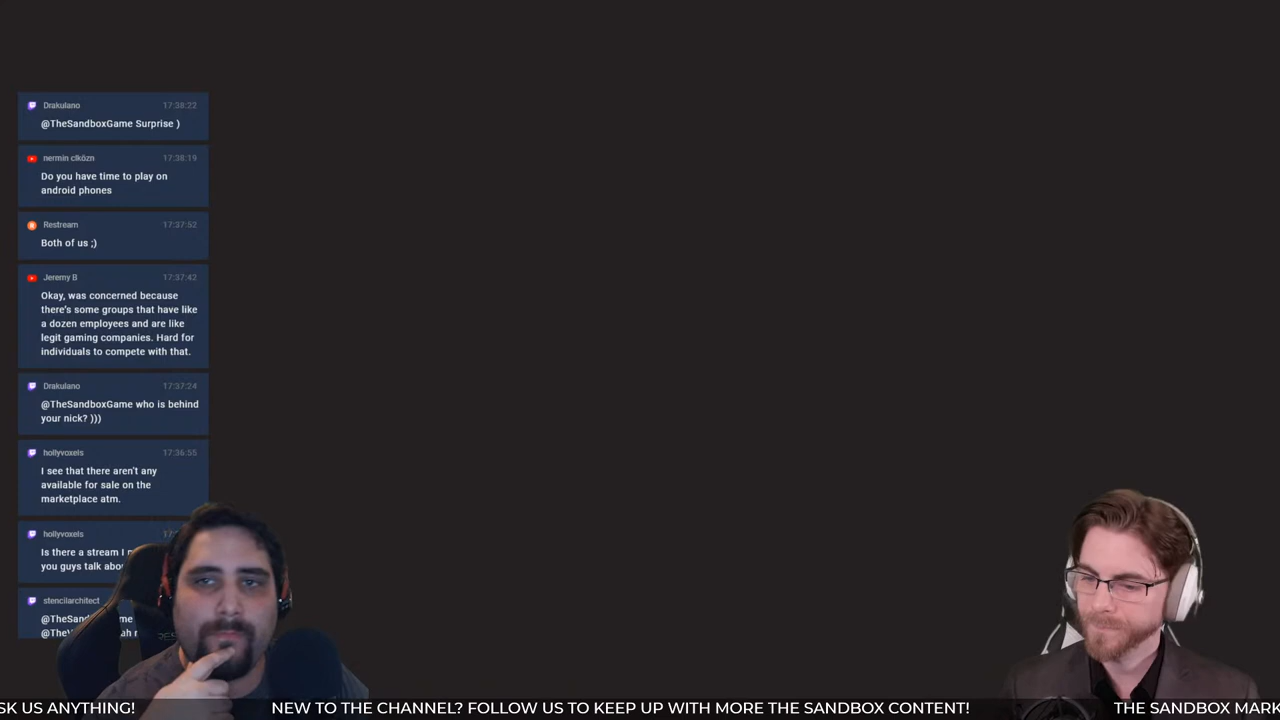 Drakulano 17:38:22
@TheSandboxGame Surprise )
nermin clközn 17:38:19
Do you have time to play on
android phones
Restream 17:37:52
Both of us ;)
Jeremy B 17:37:42
Okay, was concerned because
there's some groups that have like
a dozen employees and are like
legit gaming companies. Hard for
individuals to compete with that.
Drakulano 17:37:24
@TheSandboxGame who is behind
your nick? )))
hollyvoxels 17:36:55
I see that there aren't any
available for sale on the
marketplace atm.
hollyvoxels
Is there a stream I
you guys talk
stencilarchitect
SK US ANYTHING! NEW TO THE CHANNEL? FOLLOW US TO KEEP UP WITH MORE THE SANDBOX CONTENT! THE SANDBOX MARK